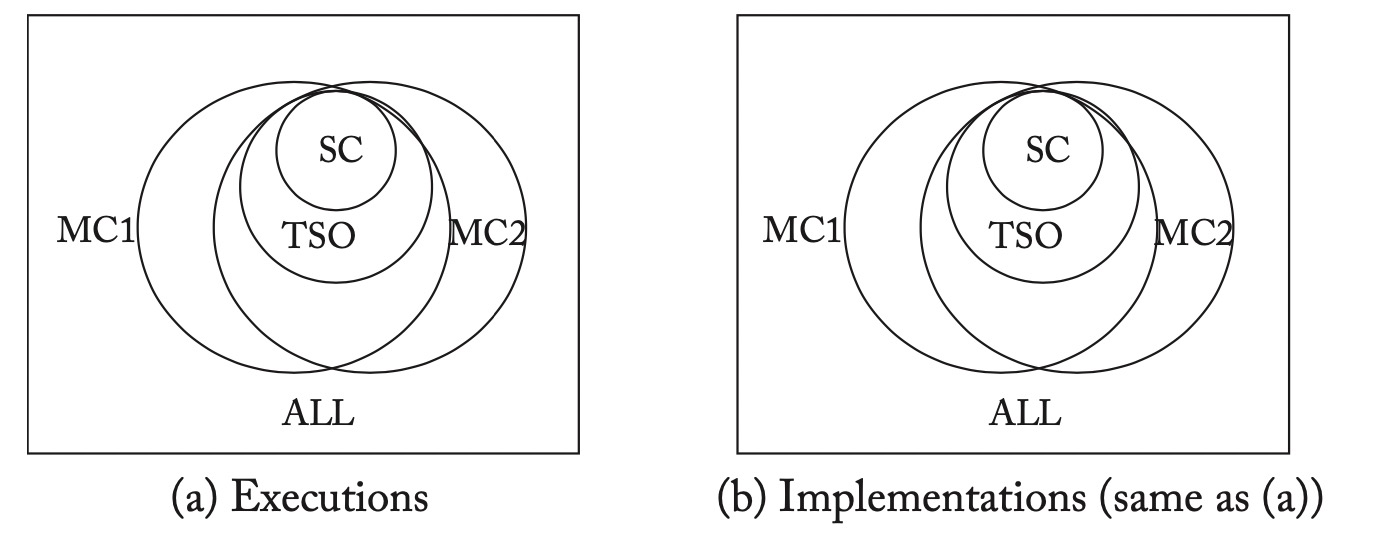 SC
TSO
MC1
MC2
ALL
(a) Executions
SC
TSO
MC1
MC2
ALL
(b) Implementations (same as (a))